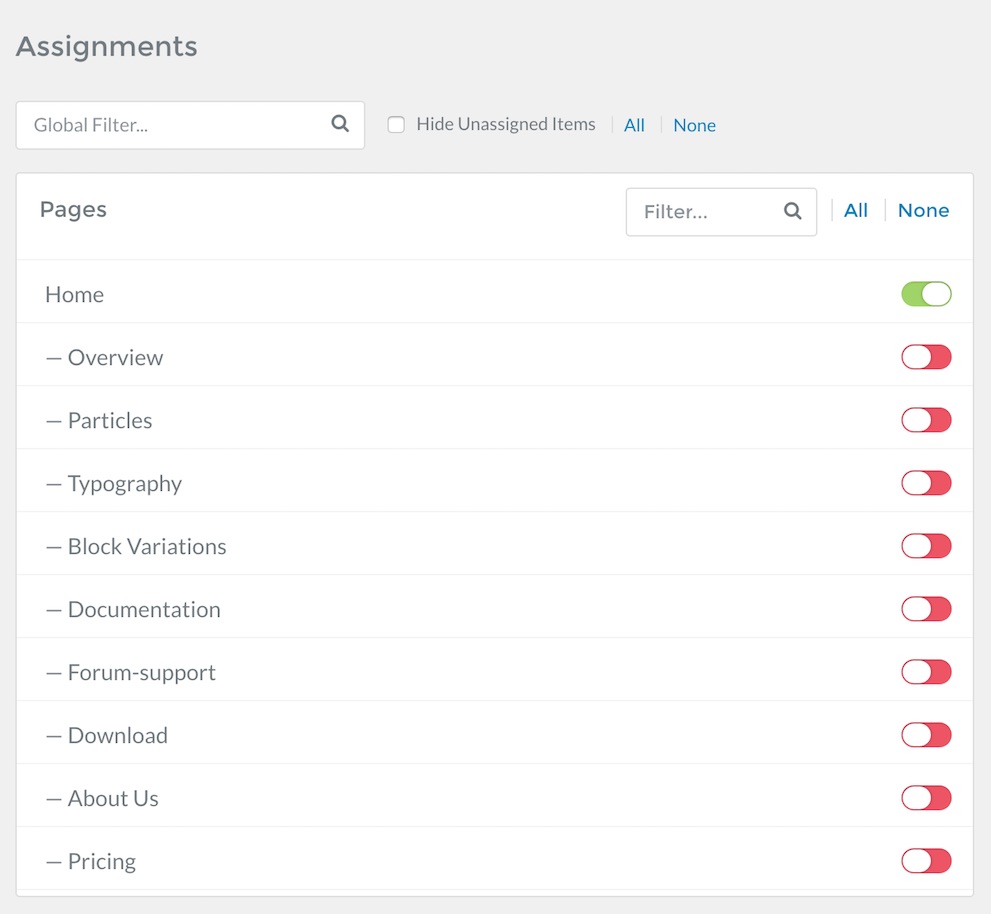 Assignments
Global Filter... Hide Unassigned Items All None
Pages Filter... All None
Home
— Overview
— Particles
— Typography
— Block Variations
— Documentation
— Forum-support
— Download
— About Us
— Pricing